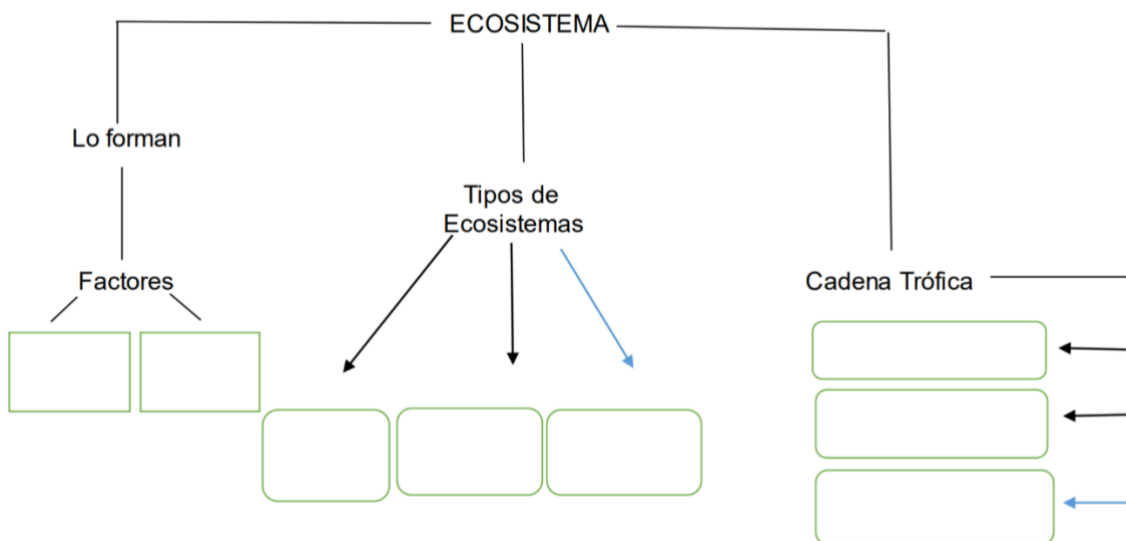 ECOSISTEMA
Lo forman
Tipos de
Ecosistemas
Factores
Cadena Trófica